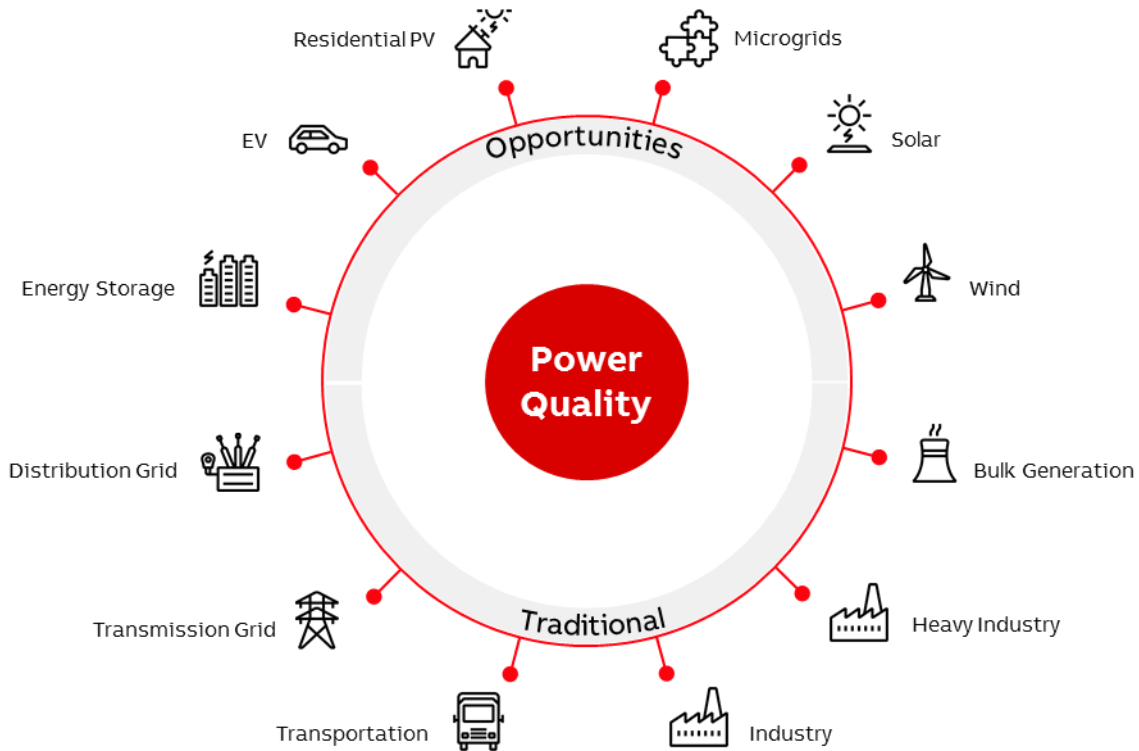 Residential PV
Microgrids
EV
Opportunities
Solar
Energy Storage
Wind
Power
Quality
Distribution Grid
Bulk Generation
Transmission Grid
Traditional
Heavy Industry
Transportation
Industry